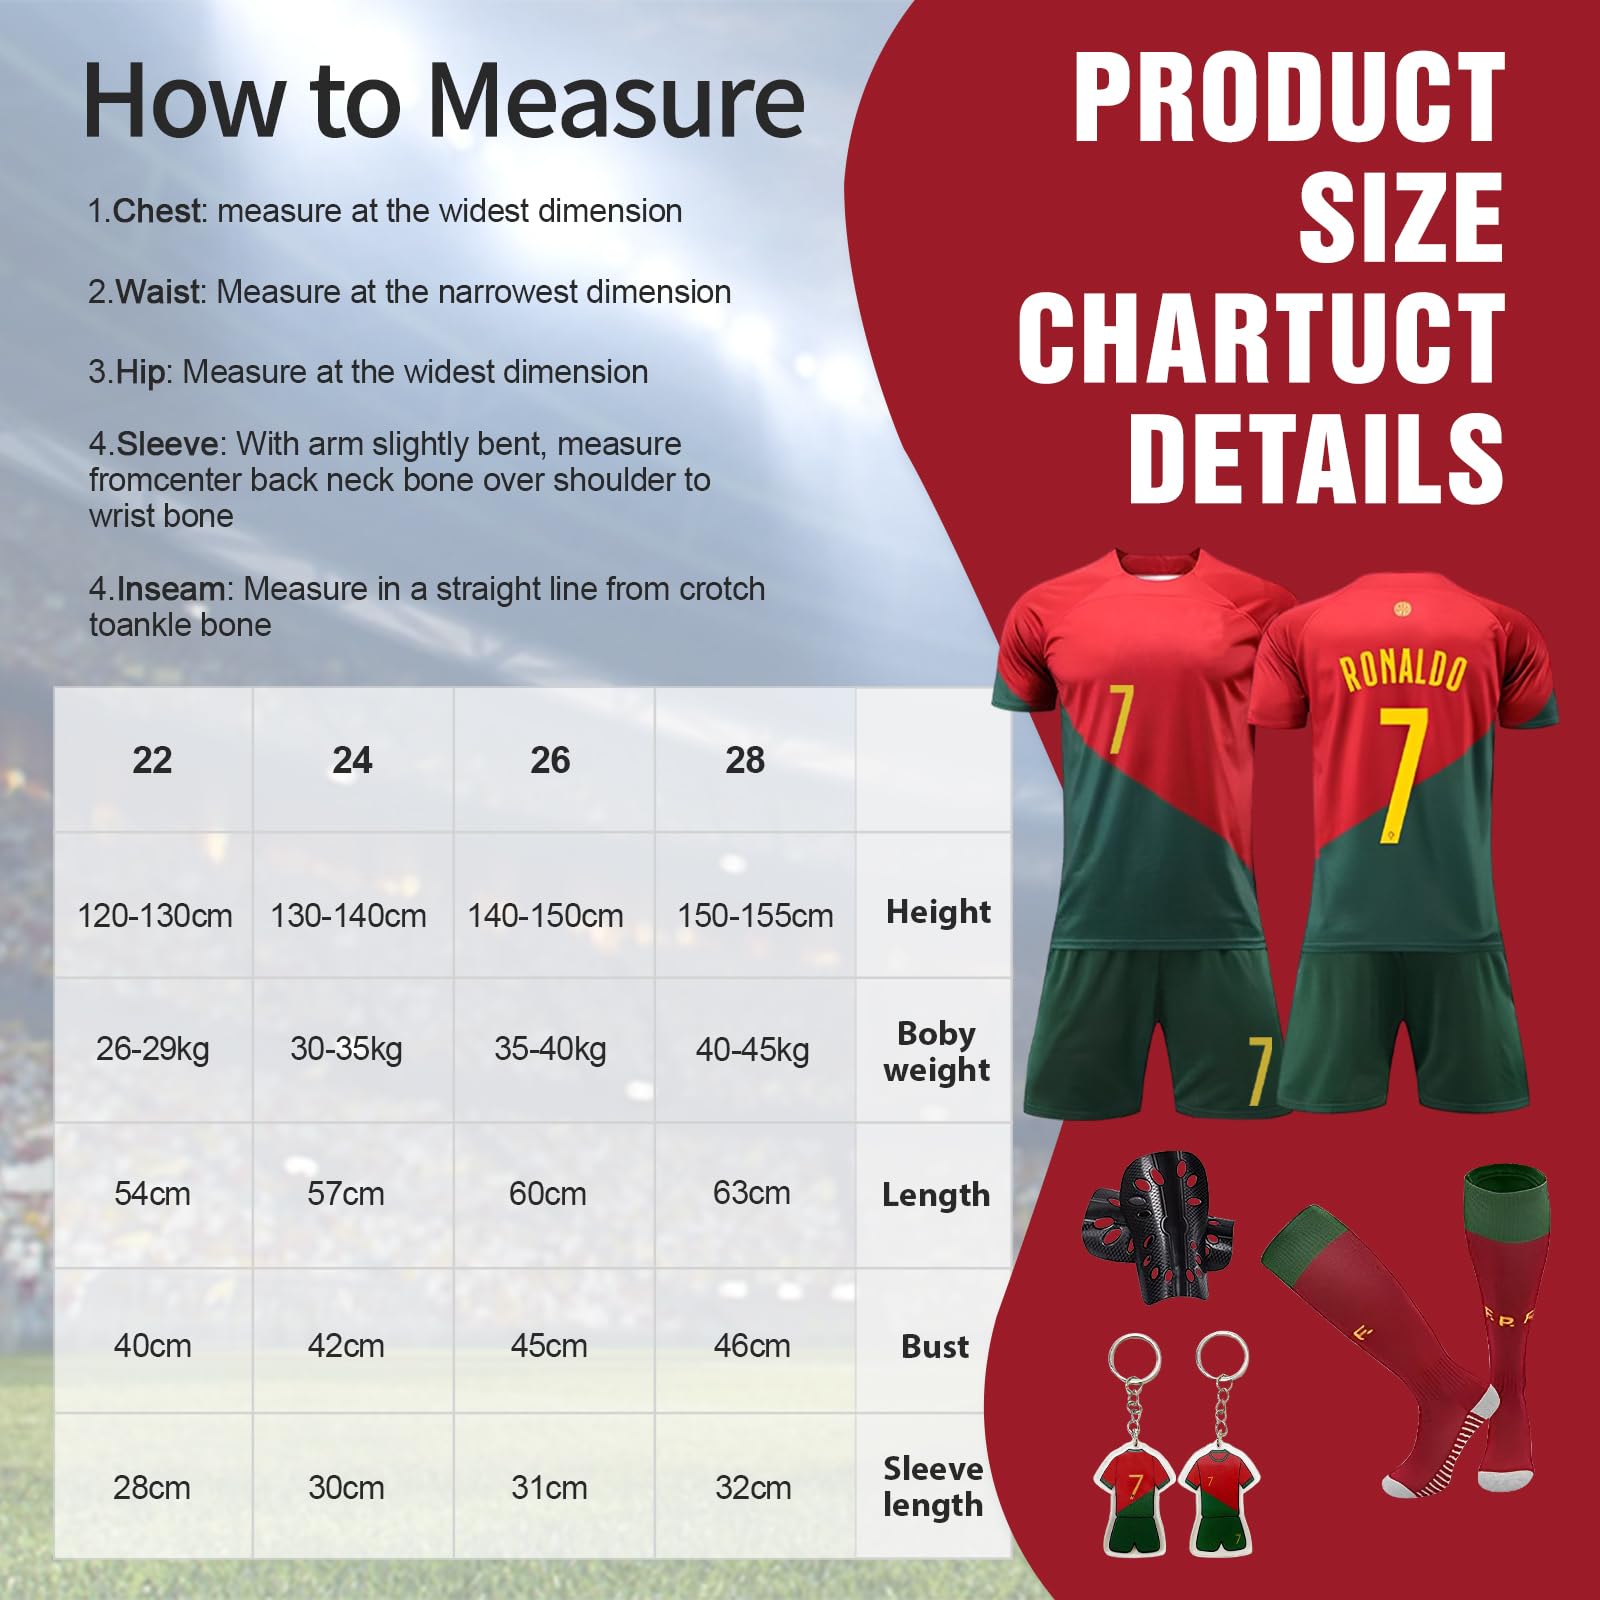 How to Measure
1.Chest: measure at the widest dimension
2.Waist: Measure at the narrowest dimension
3.Hip: Measure at the widest dimension
4.Sleeve: With arm slightly bent, measure
fromcenter back neck bone over shoulder to
wrist bone
4.Inseam: Measure in a straight line from crotch
toankle bone
22 24 26 28
120-130cm 130-140cm 140-150cm 150-155cm Height
26-29kg 30-35kg 35-40kg 40-45kg Boby
weight
54cm 57cm 60cm 63cm Length
40cm 42cm 45cm 46cm Bust
28cm 30cm 31cm 32cm Sleeve
length
PRODUCT
SIZE
CHARTUCT
DETAILS
7
RONALDO
7
7
F.P.F
7
7
7